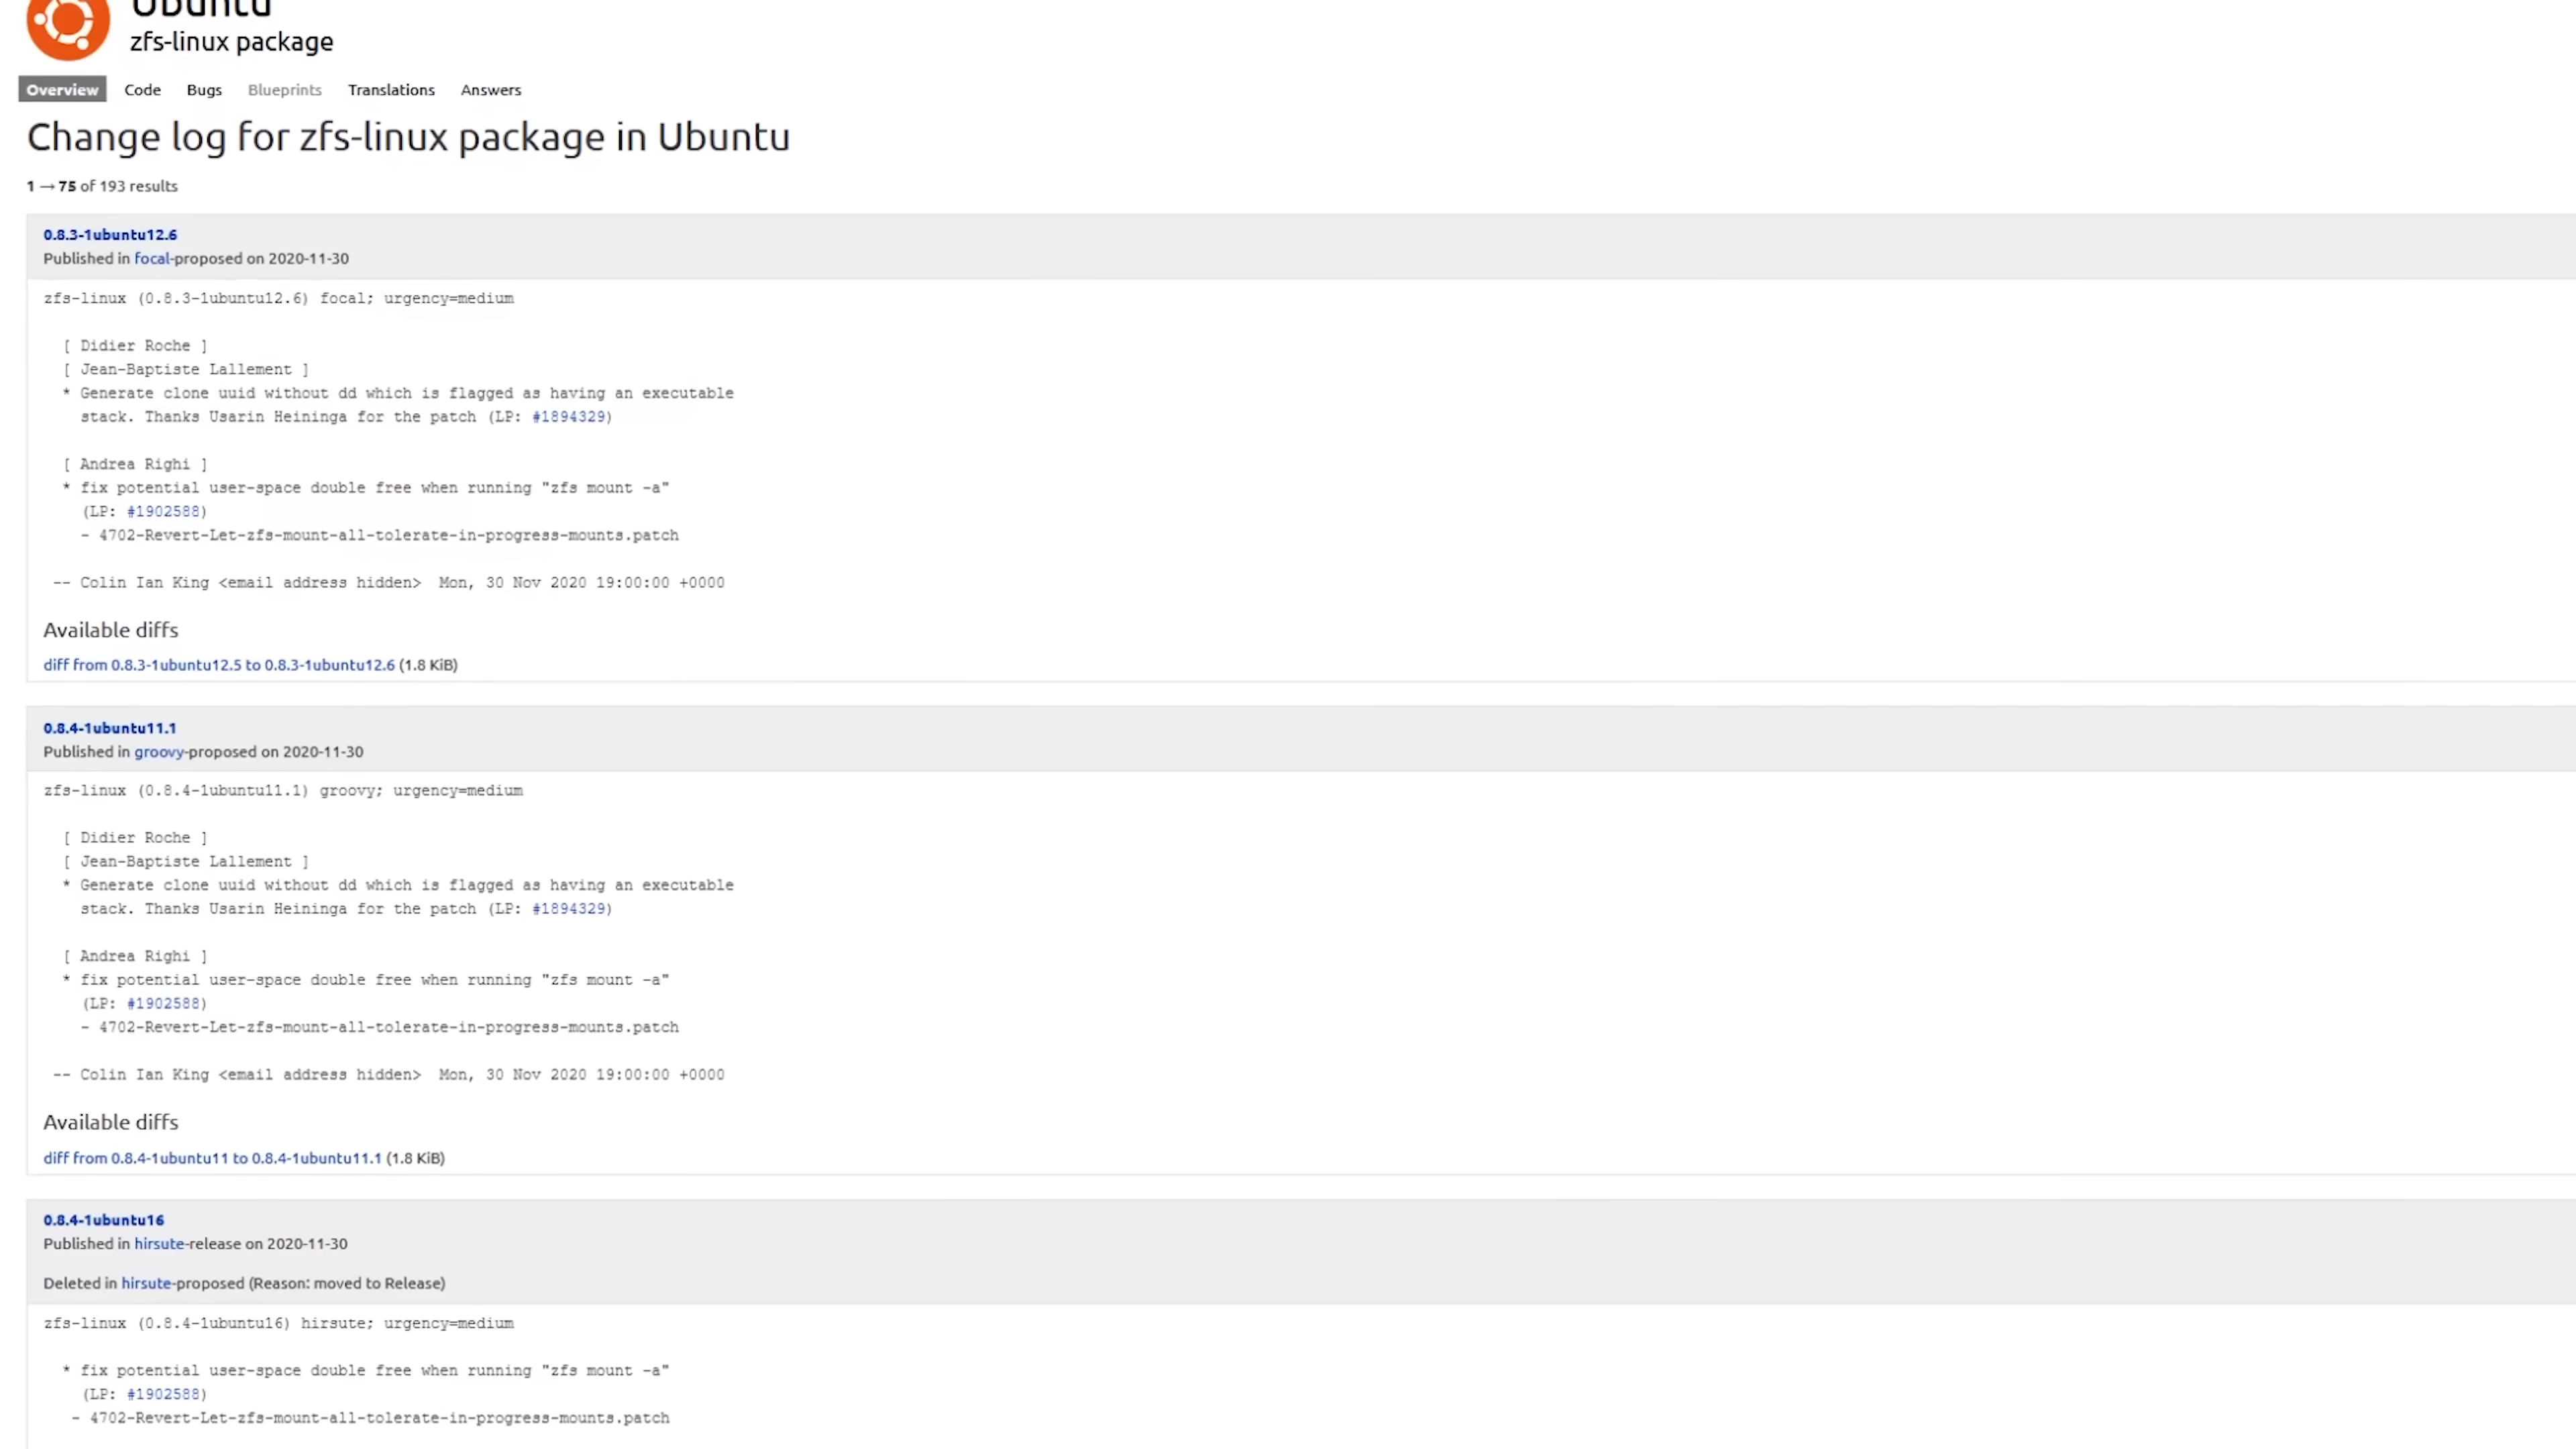 Ubuntu
zfs-linux package
Overview Code Bugs Blueprints Translations Answers
Change log for zfs-linux package in Ubuntu
1 → 75 of 193 results
0.8.3-1ubuntu12.6
Published in focal-proposed on 2020-11-30
zfs-linux (0.8.3-1ubuntu12.6) focal; urgency=medium
[ Didier Roche ]
[ Jean-Baptiste Lallement ]
* Generate clone uuid without dd which is flagged as having an executable
stack. Thanks Usarin Heininga for the patch (LP: #1894329)
[ Andrea Righi ]
* fix potential user-space double free when running "zfs mount -a"
(LP: #1902588)
- 4702-Revert-Let-zfs-mount-all-tolerate-in-progress-mounts.patch
-- Colin Ian King <email address hidden>  Mon, 30 Nov 2020 19:00:00 +0000
Available diffs
diff from 0.8.3-1ubuntu12.5 to 0.8.3-1ubuntu12.6 (1.8 KiB)
0.8.4-1ubuntu11.1
Published in groovy-proposed on 2020-11-30
zfs-linux (0.8.4-1ubuntu11.1) groovy; urgency=medium
[ Didier Roche ]
[ Jean-Baptiste Lallement ]
* Generate clone uuid without dd which is flagged as having an executable
stack. Thanks Usarin Heininga for the patch (LP: #1894329)
[ Andrea Righi ]
* fix potential user-space double free when running "zfs mount -a"
(LP: #1902588)
- 4702-Revert-Let-zfs-mount-all-tolerate-in-progress-mounts.patch
-- Colin Ian King <email address hidden>  Mon, 30 Nov 2020 19:00:00 +0000
Available diffs
diff from 0.8.4-1ubuntu11 to 0.8.4-1ubuntu11.1 (1.8 KiB)
0.8.4-1ubuntu16
Published in hirsute-release on 2020-11-30
Deleted in hirsute-proposed (Reason: moved to Release)
zfs-linux (0.8.4-1ubuntu16) hirsute; urgency=medium
* fix potential user-space double free when running "zfs mount -a"
(LP: #1902588)
- 4702-Revert-Let-zfs-mount-all-tolerate-in-progress-mounts.patch